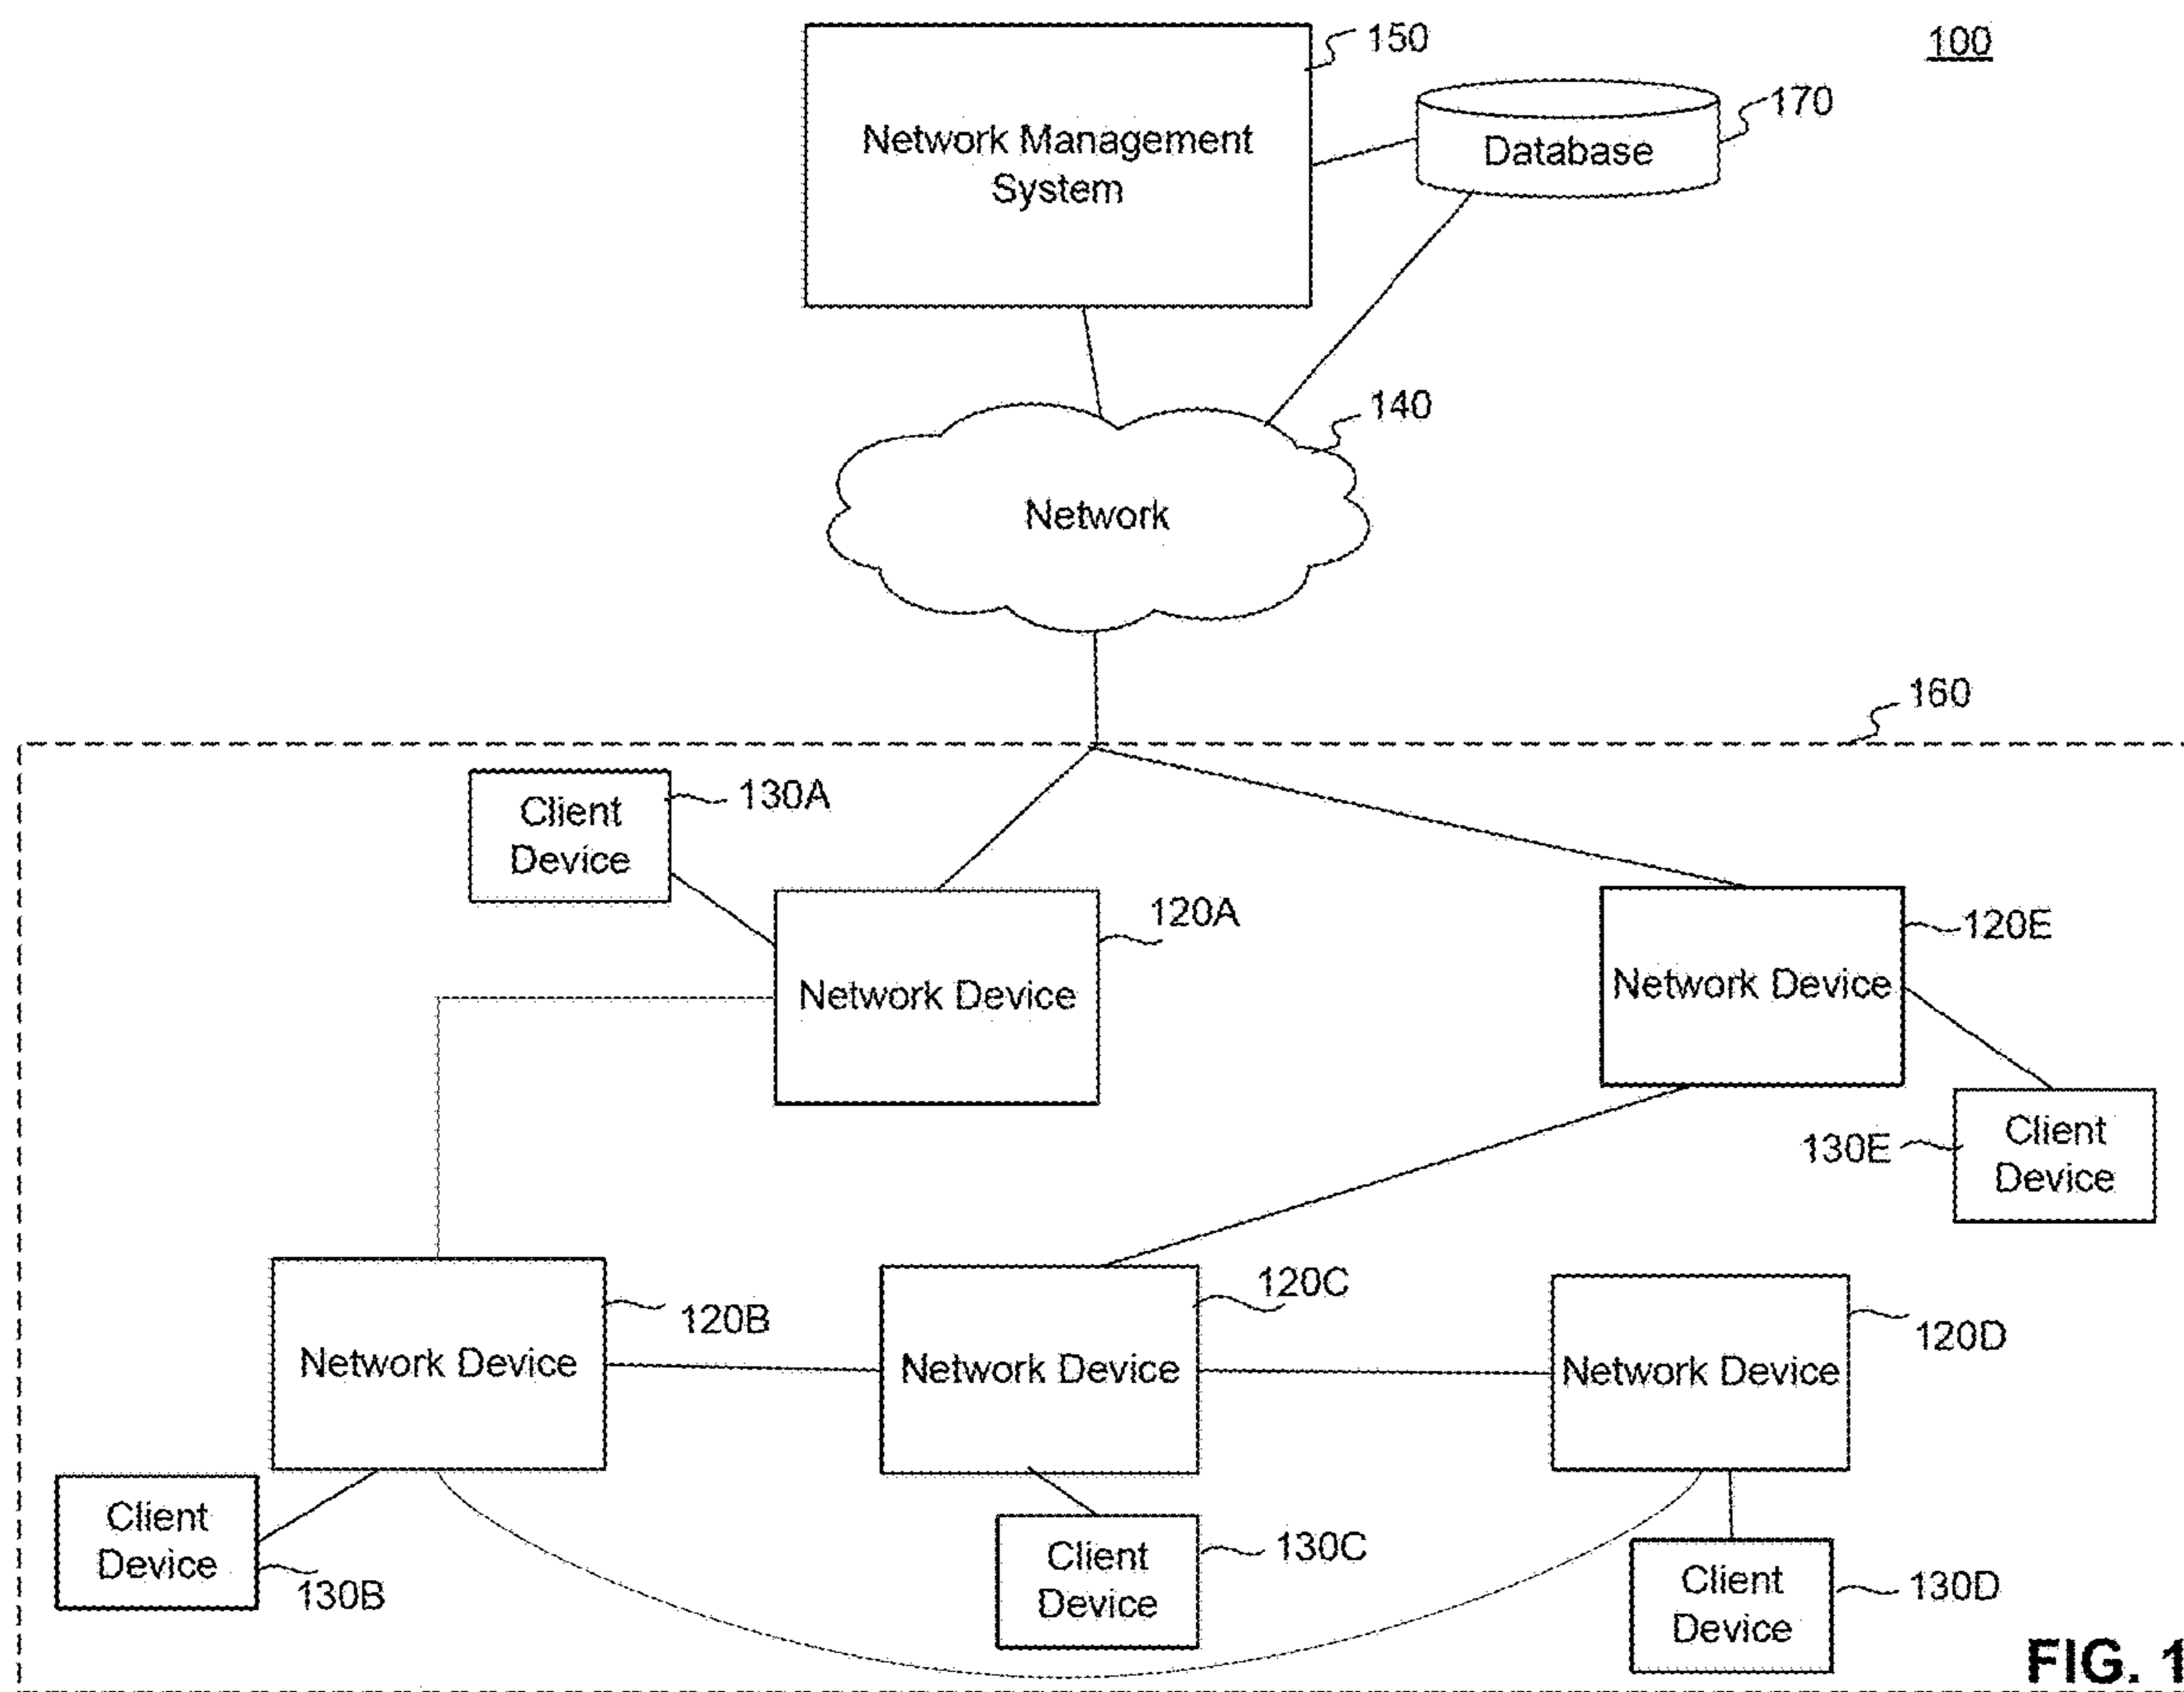 100
150
Network Management
System
170
Database
140
Network
160
130A
Client
Device
120A
Network Device
120E
Network Device
130E
Client
Device
120B
Network Device
120C
Network Device
120D
Network Device
Client
Device
130B
Client
Device
130C
Client
Device
130D
FIG. 1